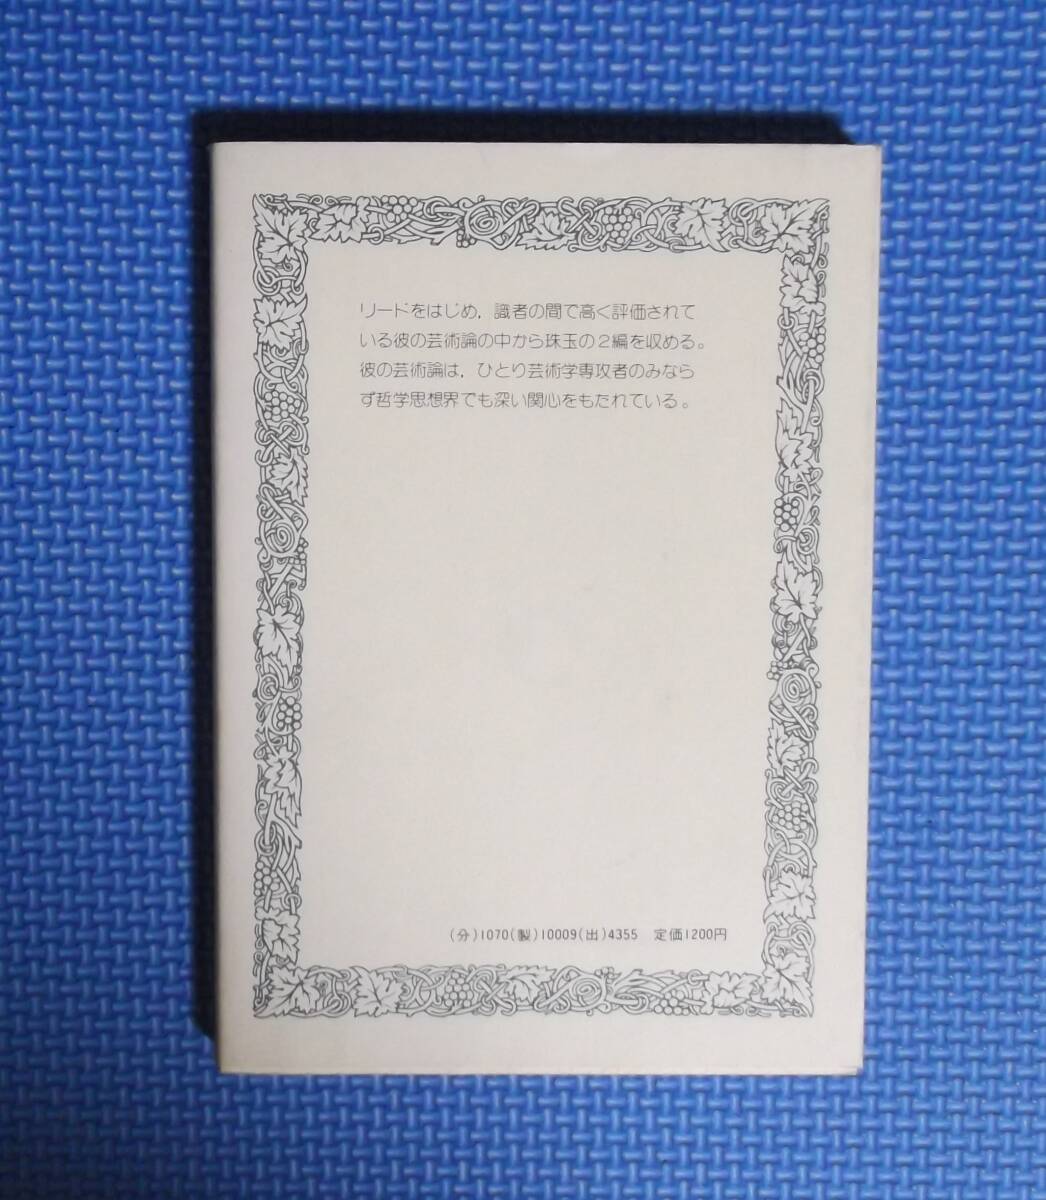 リードをはじめ，識者の間で高く評価されて
いる彼の芸術論の中から珠玉の２編を収める。
彼の芸術論は，ひとり芸術学専攻者のみなら
ず哲学思想界でも深い関心をもたれている。
(分)1070(製)10009(出)4355 定価1200円